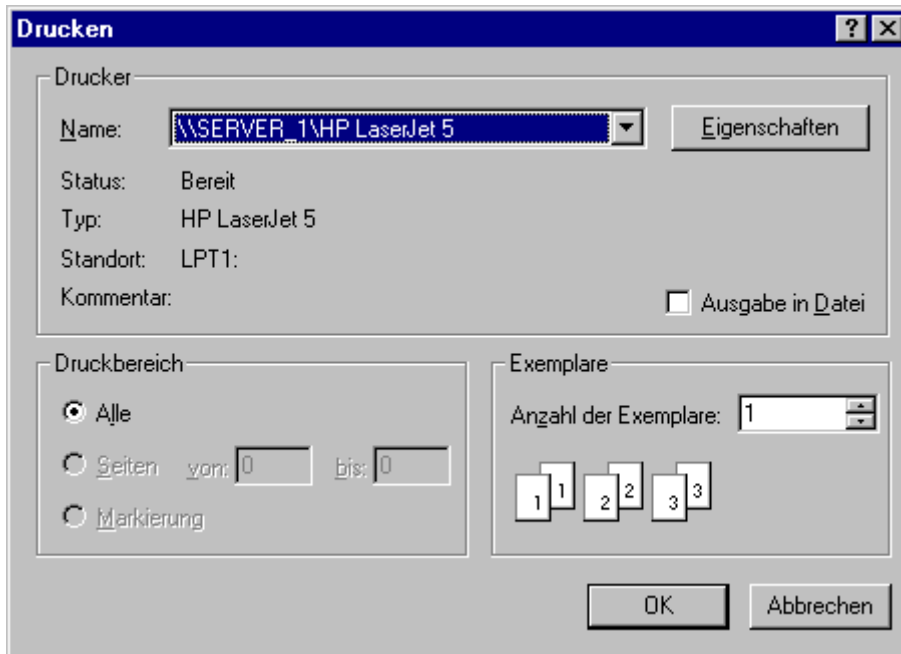 Drucken
Drucker
Name: \\SERVER_1\HP LaserJet 5 Eigenschaften
Status: Bereit
Typ: HP LaserJet 5
Standort: LPT1:
Kommentar: Ausgabe in Datei
Druckbereich
Alle
Seiten von: 0 bis: 0
Markierung
Exemplare
Anzahl der Exemplare: 1
1 1 2 2 3 3
OK Abbrechen